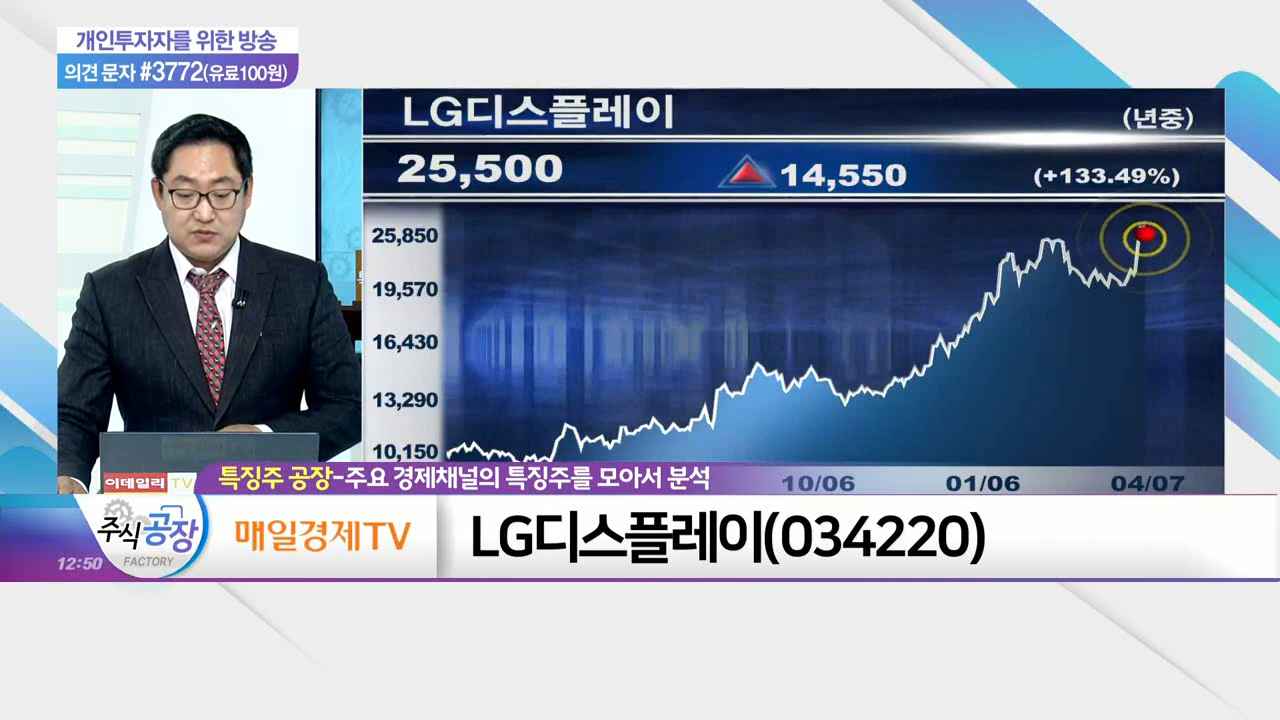 개인투자자를 위한 방송
의견 문자 #3772(유료100원)
LG디스플레이
(년중)
25,500
14,550
(+133.49%)
25,850
19,570
16,430
13,290
10,150
10/06
01/06
04/07
이데일리 TV
특징주 공장-주요 경제채널의 특징주를 모아서 분석
주식공장
FACTORY
12:50
매일경제TV
LG디스플레이(034220)